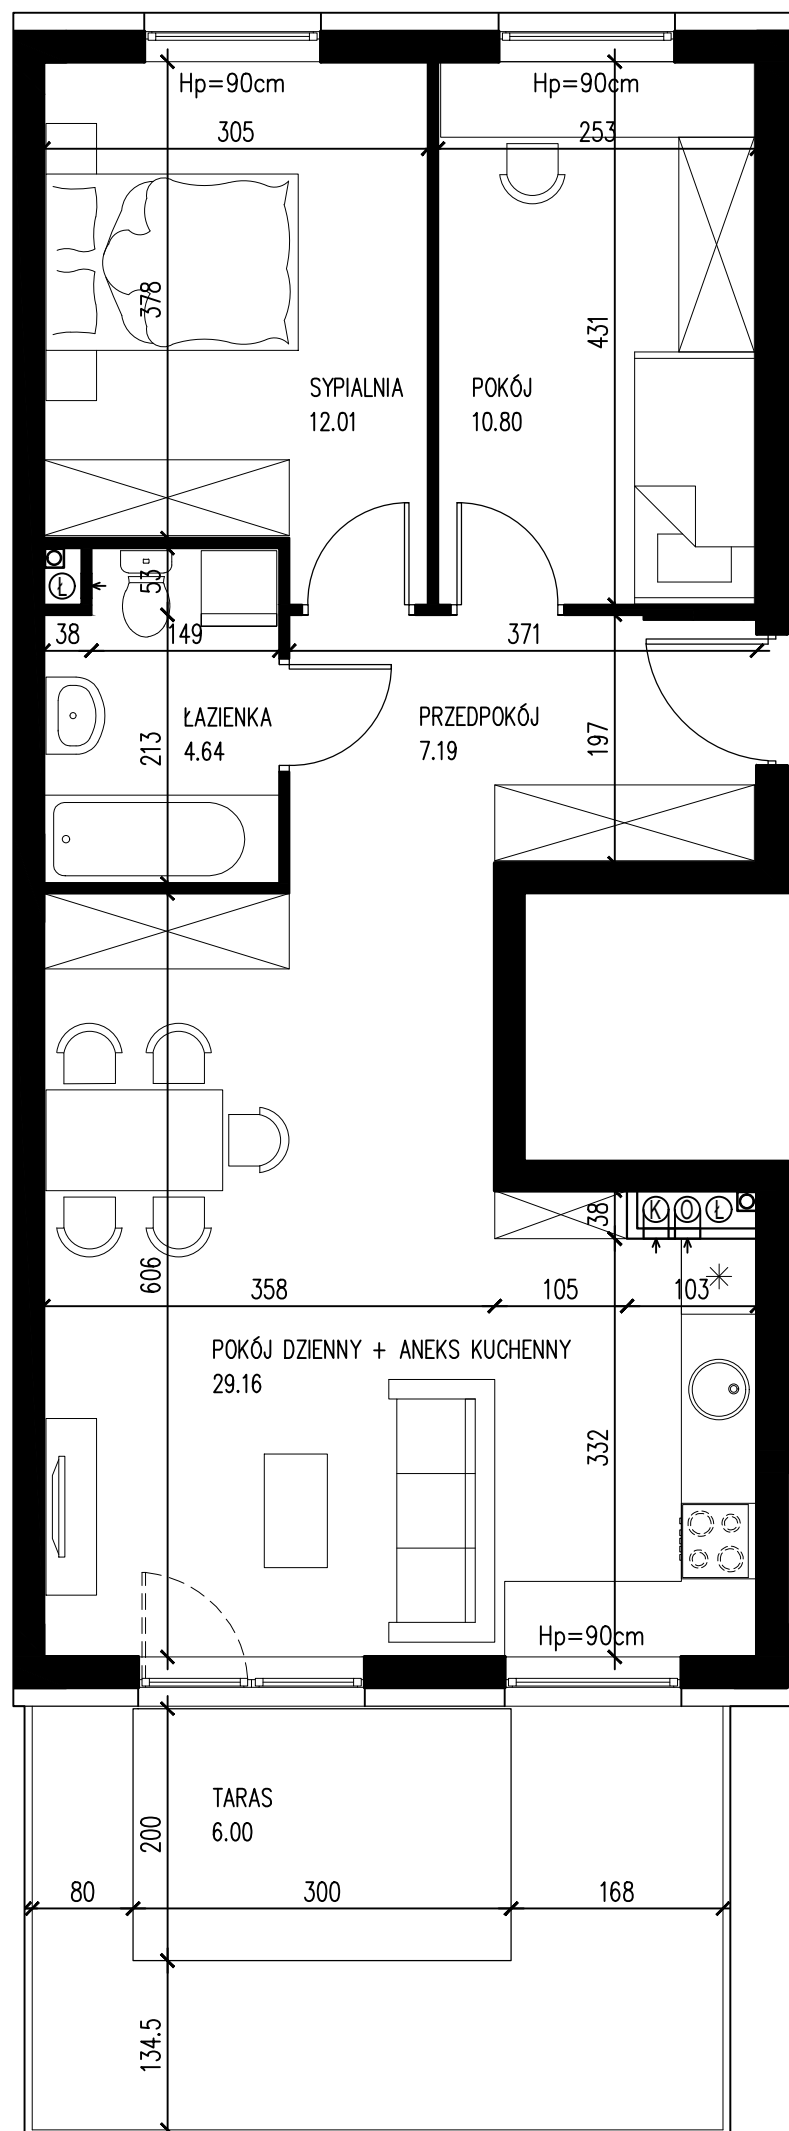 Hp=90cm
Hp=90cm
305
253
378
431
SYPIALNIA
12.01
POKÓJ
10.80
53
Ł
38
149
371
ŁAZIENKA
4.64
213
PRZEDPOKÓJ
7.19
197
38
K
O
Ł
606
358
105
103
POKÓJ DZIENNY + ANEKS KUCHENNY
29.16
332
Hp=90cm
TARAS
6.00
200
80
300
168
134.5